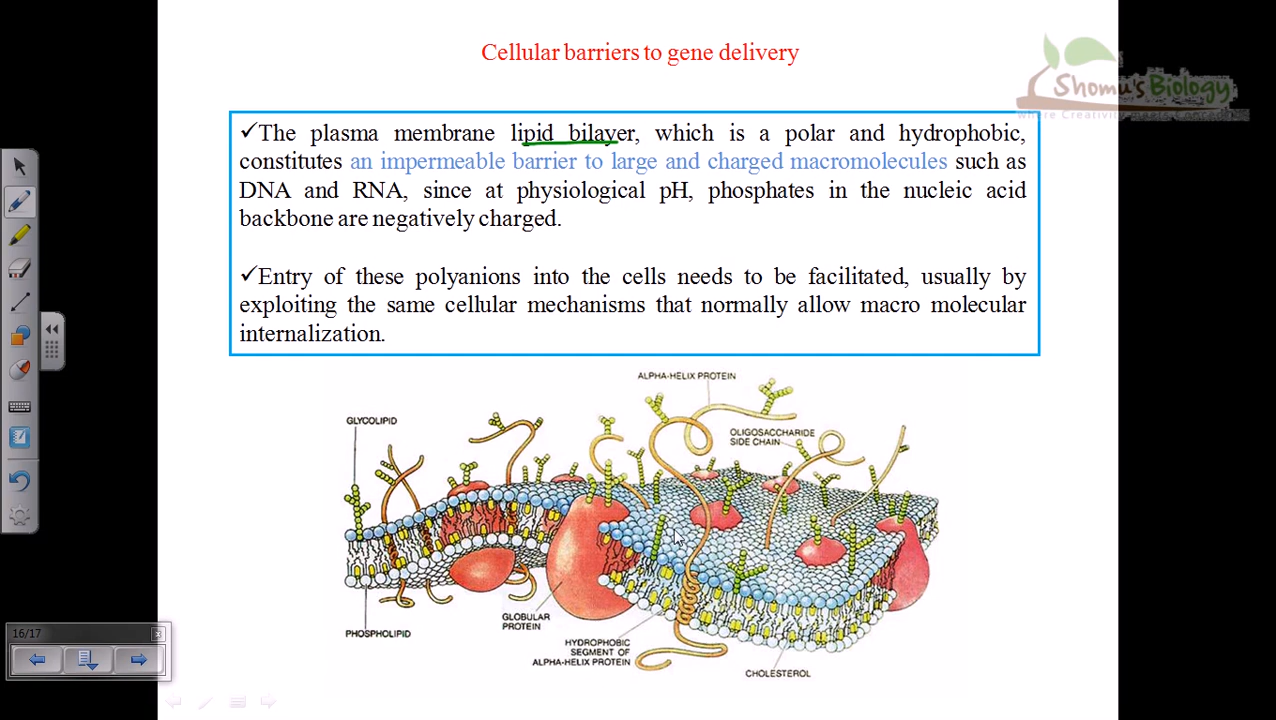 Cellular barriers to gene delivery
Shomu's Biology
where Creativity
✓The plasma membrane lipid bilayer, which is a polar and hydrophobic,
constitutes an impermeable barrier to large and charged macromolecules such as
DNA and RNA, since at physiological pH, phosphates in the nucleic acid
backbone are negatively charged.
✓Entry of these polyanions into the cells needs to be facilitated, usually by
exploiting the same cellular mechanisms that normally allow macro molecular
internalization.
ALPHA-HELIX PROTEIN
GLYCOLIPID
OLIGOSACCHARIDE
SIDE CHAIN
GLOBULAR
PROTEIN
PHOSPHOLIPID
HYDROPHOBIC
SEGMENT OF
ALPHA-HELIX PROTEIN
CHOLESTEROL
16/17